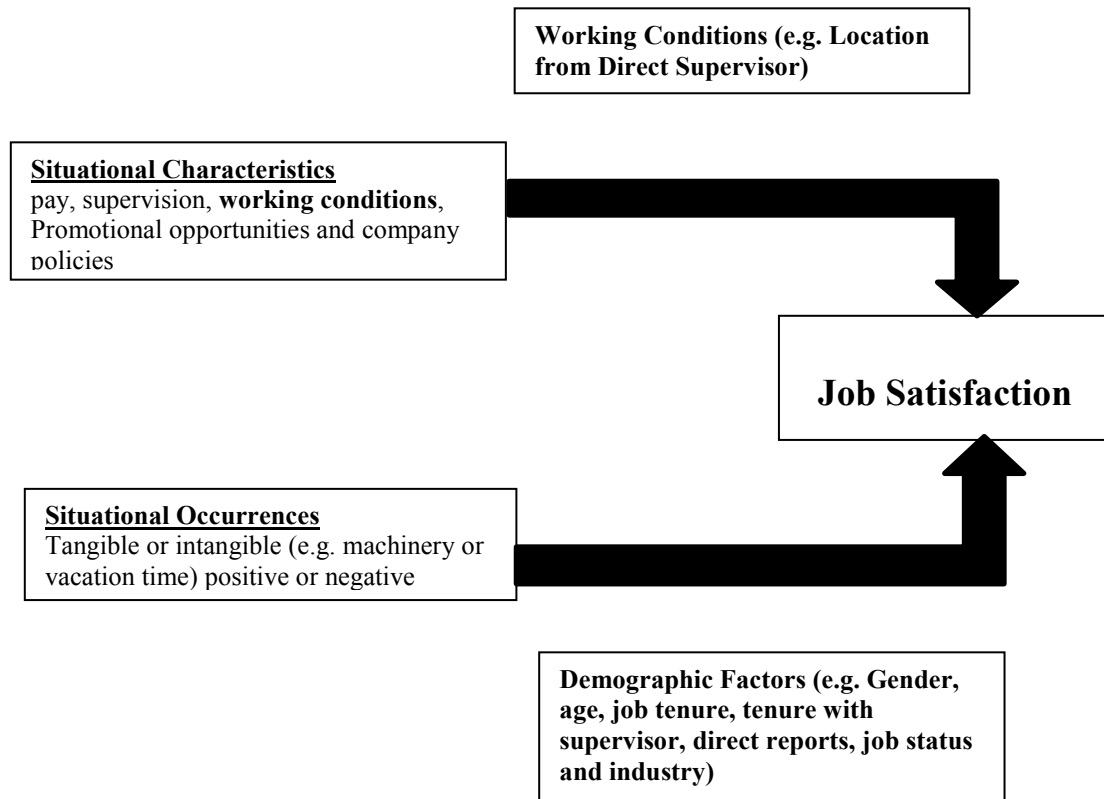 Working Conditions (e.g. Location
from Direct Supervisor)
Situational Characteristics
pay, supervision, working conditions,
Promotional opportunities and company
policies
Job Satisfaction
Situational Occurrences
Tangible or intangible (e.g. machinery or
vacation time) positive or negative
Demographic Factors (e.g. Gender,
age, job tenure, tenure with
supervisor, direct reports, job status
and industry)